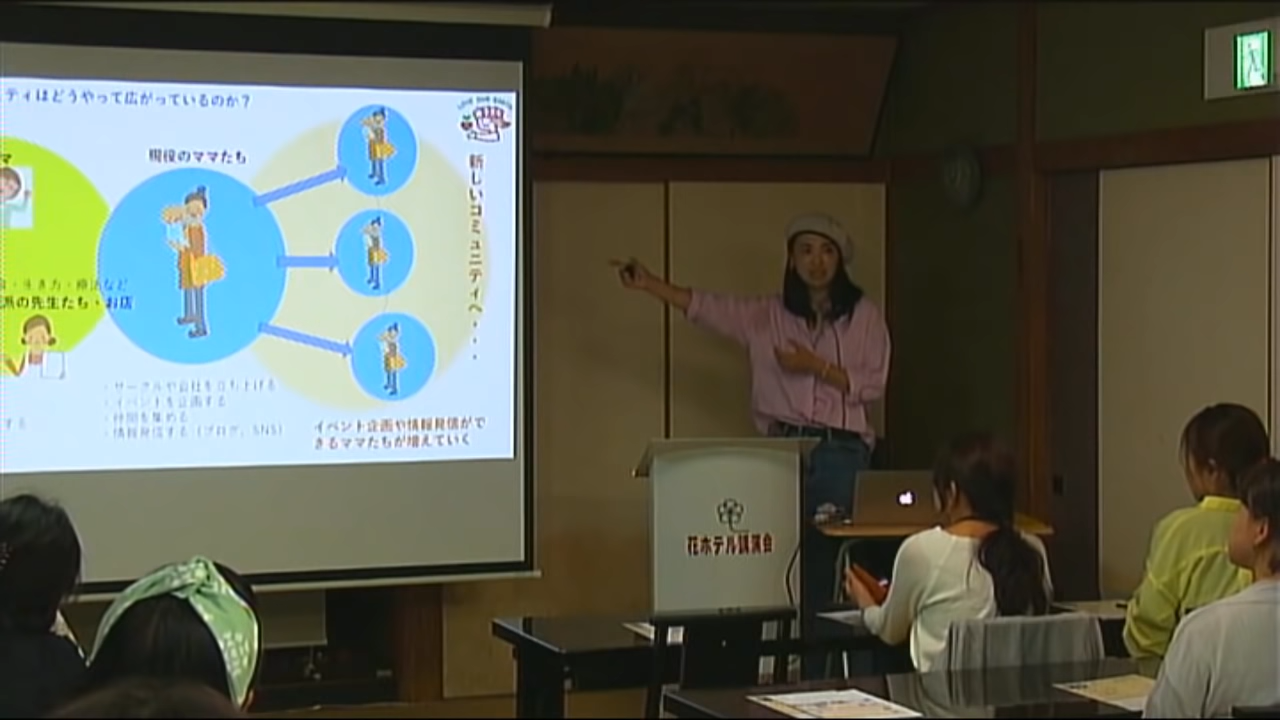 ティはどうやって広がっているのか?
LOVE OUR EARTH
マ
現役のママたち
新しいコミュニティへ・・・
・生き方・療法など
派の先生たち・お店
・サークルや会社を立ち上げる
・イベントを企画する
・仲間を集める
・情報発信する(ブログ、SNS)
する
イベント企画や情報発信がで
きるママたちが増えていく
花ホテル講演会